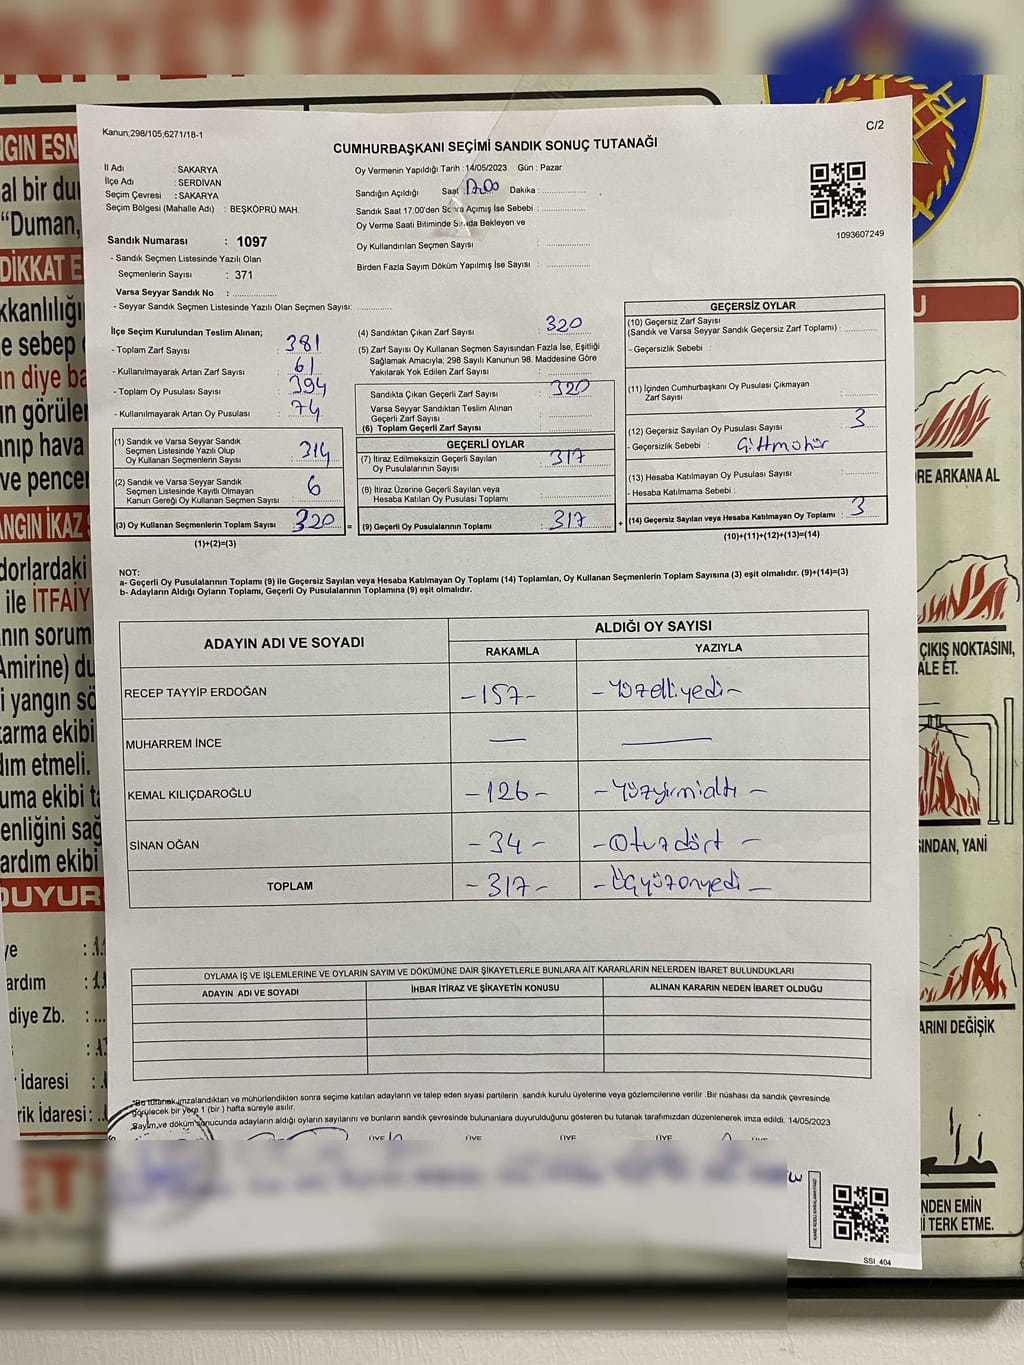 Kanun;298/105,6271/18-1
C/2
CUMHURBAŞKANI SEÇİMİ SANDIK SONUÇ TUTANAĞI
İl Adı : SAKARYA
İlçe Adı : SERDİVAN
Seçim Çevresi : SAKARYA
Seçim Bölgesi (Mahalle Adı) : BEŞKÖPRÜ MAH.
Sandık Numarası : 1097
- Sandık Seçmen Listesinde Yazılı Olan
Seçmenlerin Sayısı : 371
Varsa Seyyar Sandık No :
- Seyyar Sandık Seçmen Listesinde Yazılı Olan Seçmen Sayısı:
Oy Vermenin Yapıldığı Tarih : 14/05/2023 Gün : Pazar
Sandığın Açıldığı Saat : 17.00 Dakika :
Sandık Saat 17:00'den Sonra Açımış İse Sebebi :
Oy Verme Saati Bitiminde Sırada Bekleyen ve
Oy Kullandırılan Seçmen Sayısı :
Birden Fazla Sayım Döküm Yapılmış İse Sayısı :
1093607249
İlçe Seçim Kurulundan Teslim Alınan;
- Toplam Zarf Sayısı : 381
- Kullanılmayarak Artan Zarf Sayısı : 61
- Toplam Oy Pusulası Sayısı : 394
- Kullanılmayarak Artan Oy Pusulası : 74
(1) Sandık ve Varsa Seyyar Sandık
Seçmen Listesinde Yazılı Olup
Oy Kullanan Seçmenlerin Sayısı : 314
(2) Sandık ve Varsa Seyyar Sandık
Seçmen Listesinde Kayıtlı Olmayan
Kanun Gereği Oy Kullanan Seçmen Sayısı : 6
(3) Oy Kullanan Seçmenlerin Toplam Sayısı : 320 =
(1)+(2)=(3)
(4) Sandıktan Çıkan Zarf Sayısı : 320
(5) Zarf Sayısı Oy Kullanan Seçmen Sayısından Fazla İse, Eşitliği
Sağlamak Amacıyla; 298 Sayılı Kanunun 98. Maddesine Göre
Yakılarak Yok Edilen Zarf Sayısı :
Sandıkta Çıkan Geçerli Zarf Sayısı : 320
Varsa Seyyar Sandıktan Teslim Alınan
Geçerli Zarf Sayısı :
(6) Toplam Geçerli Zarf Sayısı :
GEÇERLİ OYLAR
(7) İtiraz Edilmeksizin Geçerli Sayılan
Oy Pusulalarının Sayısı : 317
(8) İtiraz Üzerine Geçerli Sayılan veya
Hesaba Katılan Oy Pusulası Toplamı :
(9) Geçerli Oy Pusulalarının Toplamı : 317 +
GEÇERSİZ OYLAR
(10) Geçersiz Zarf Sayısı
(Sandık ve Varsa Seyyar Sandık Geçersiz Zarf Toplamı) :
- Geçersizlik Sebebi :
(11) İçinden Cumhurbaşkanı Oy Pusulası Çıkmayan
Zarf Sayısı :
(12) Geçersiz Sayılan Oy Pusulası Sayısı : 3
- Geçersizlik Sebebi : Çift mühür
(13) Hesaba Katılmayan Oy Pusulası Sayısı :
- Hesaba Katılmama Sebebi :
(14) Geçersiz Sayılan veya Hesaba Katılmayan Oy Toplamı : 3
(10)+(11)+(12)+(13)=(14)
NOT:
a- Geçerli Oy Pusulalarının Toplamı (9) ile Geçersiz Sayılan veya Hesaba Katılmayan Oy Toplamı (14) Toplamları, Oy Kullanan Seçmenlerin Toplam Sayısına (3) eşit olmalıdır. (9)+(14)=(3)
b- Adayların Aldığı Oyların Toplamı, Geçerli Oy Pusulalarının Toplamına (9) eşit olmalıdır.
ADAYIN ADI VE SOYADI
ALDIĞI OY SAYISI
RAKAMLA YAZIYLA
RECEP TAYYİP ERDOĞAN - 157 - - Yüzelliyedi -
MUHARREM İNCE — —
KEMAL KILIÇDAROĞLU - 126 - - Yüzyirmialtı -
SİNAN OĞAN - 34 - - Otuzdört -
TOPLAM - 317 - - Üçyüzonyedi -
OYLAMA İŞ VE İŞLEMLERİNE VE OYLARIN SAYIM VE DÖKÜMÜNE DAİR ŞİKAYETLERLE BUNLARA AİT KARARLARIN NELERDEN İBARET BULUNDUKLARI
ADAYIN ADI VE SOYADI İHBAR İTİRAZ VE ŞİKAYETİN KONUSU ALINAN KARARIN NEDEN İBARET OLDUĞU
*Bu tutanak imzalandıktan ve mühürlendikten sonra seçime katılan adayların ve talep eden siyasi partilerin sandık kurulu üyelerine veya gözlemcilerine verilir .Bir nüshası da sandık çevresinde
görülecek bir yere 1 (bir ) hafta süreyle asılır.
Sayım,ve döküm sonucunda adayların aldığı oyların sayılarını ve bunların sandık çevresinde bulunanlara duyurulduğunu gösteren bu tutanak tarafımızdan düzenlenerek imza edildi. 14/05/2023
ÜYE ÜYE ÜYE ÜYE ÜYE
SSI_404
NGIN ESN
al bir du
"Duman,
DİKKAT E
kkanlılığı
e sebep
n diye ba
n görüle
nıp hava
ve pencer
NGIN İKAZ
dorlardaki
ile İTFAİY
nın sorum
Amirine) du
i yangın sö
tarma ekibi
dım etmeli.
uma ekibi ta
enliğini sağ
ardım ekibi
DUYUR
ye
ardım
diye Zb. :
İdaresi :
rik İdaresi:
U
RE ARKANA AL
ÇIKIŞ NOKTASINI,
ALE ET.
SINDAN, YANİ
ARINI DEĞİŞİK
NDEN EMİN
İ TERK ETME.